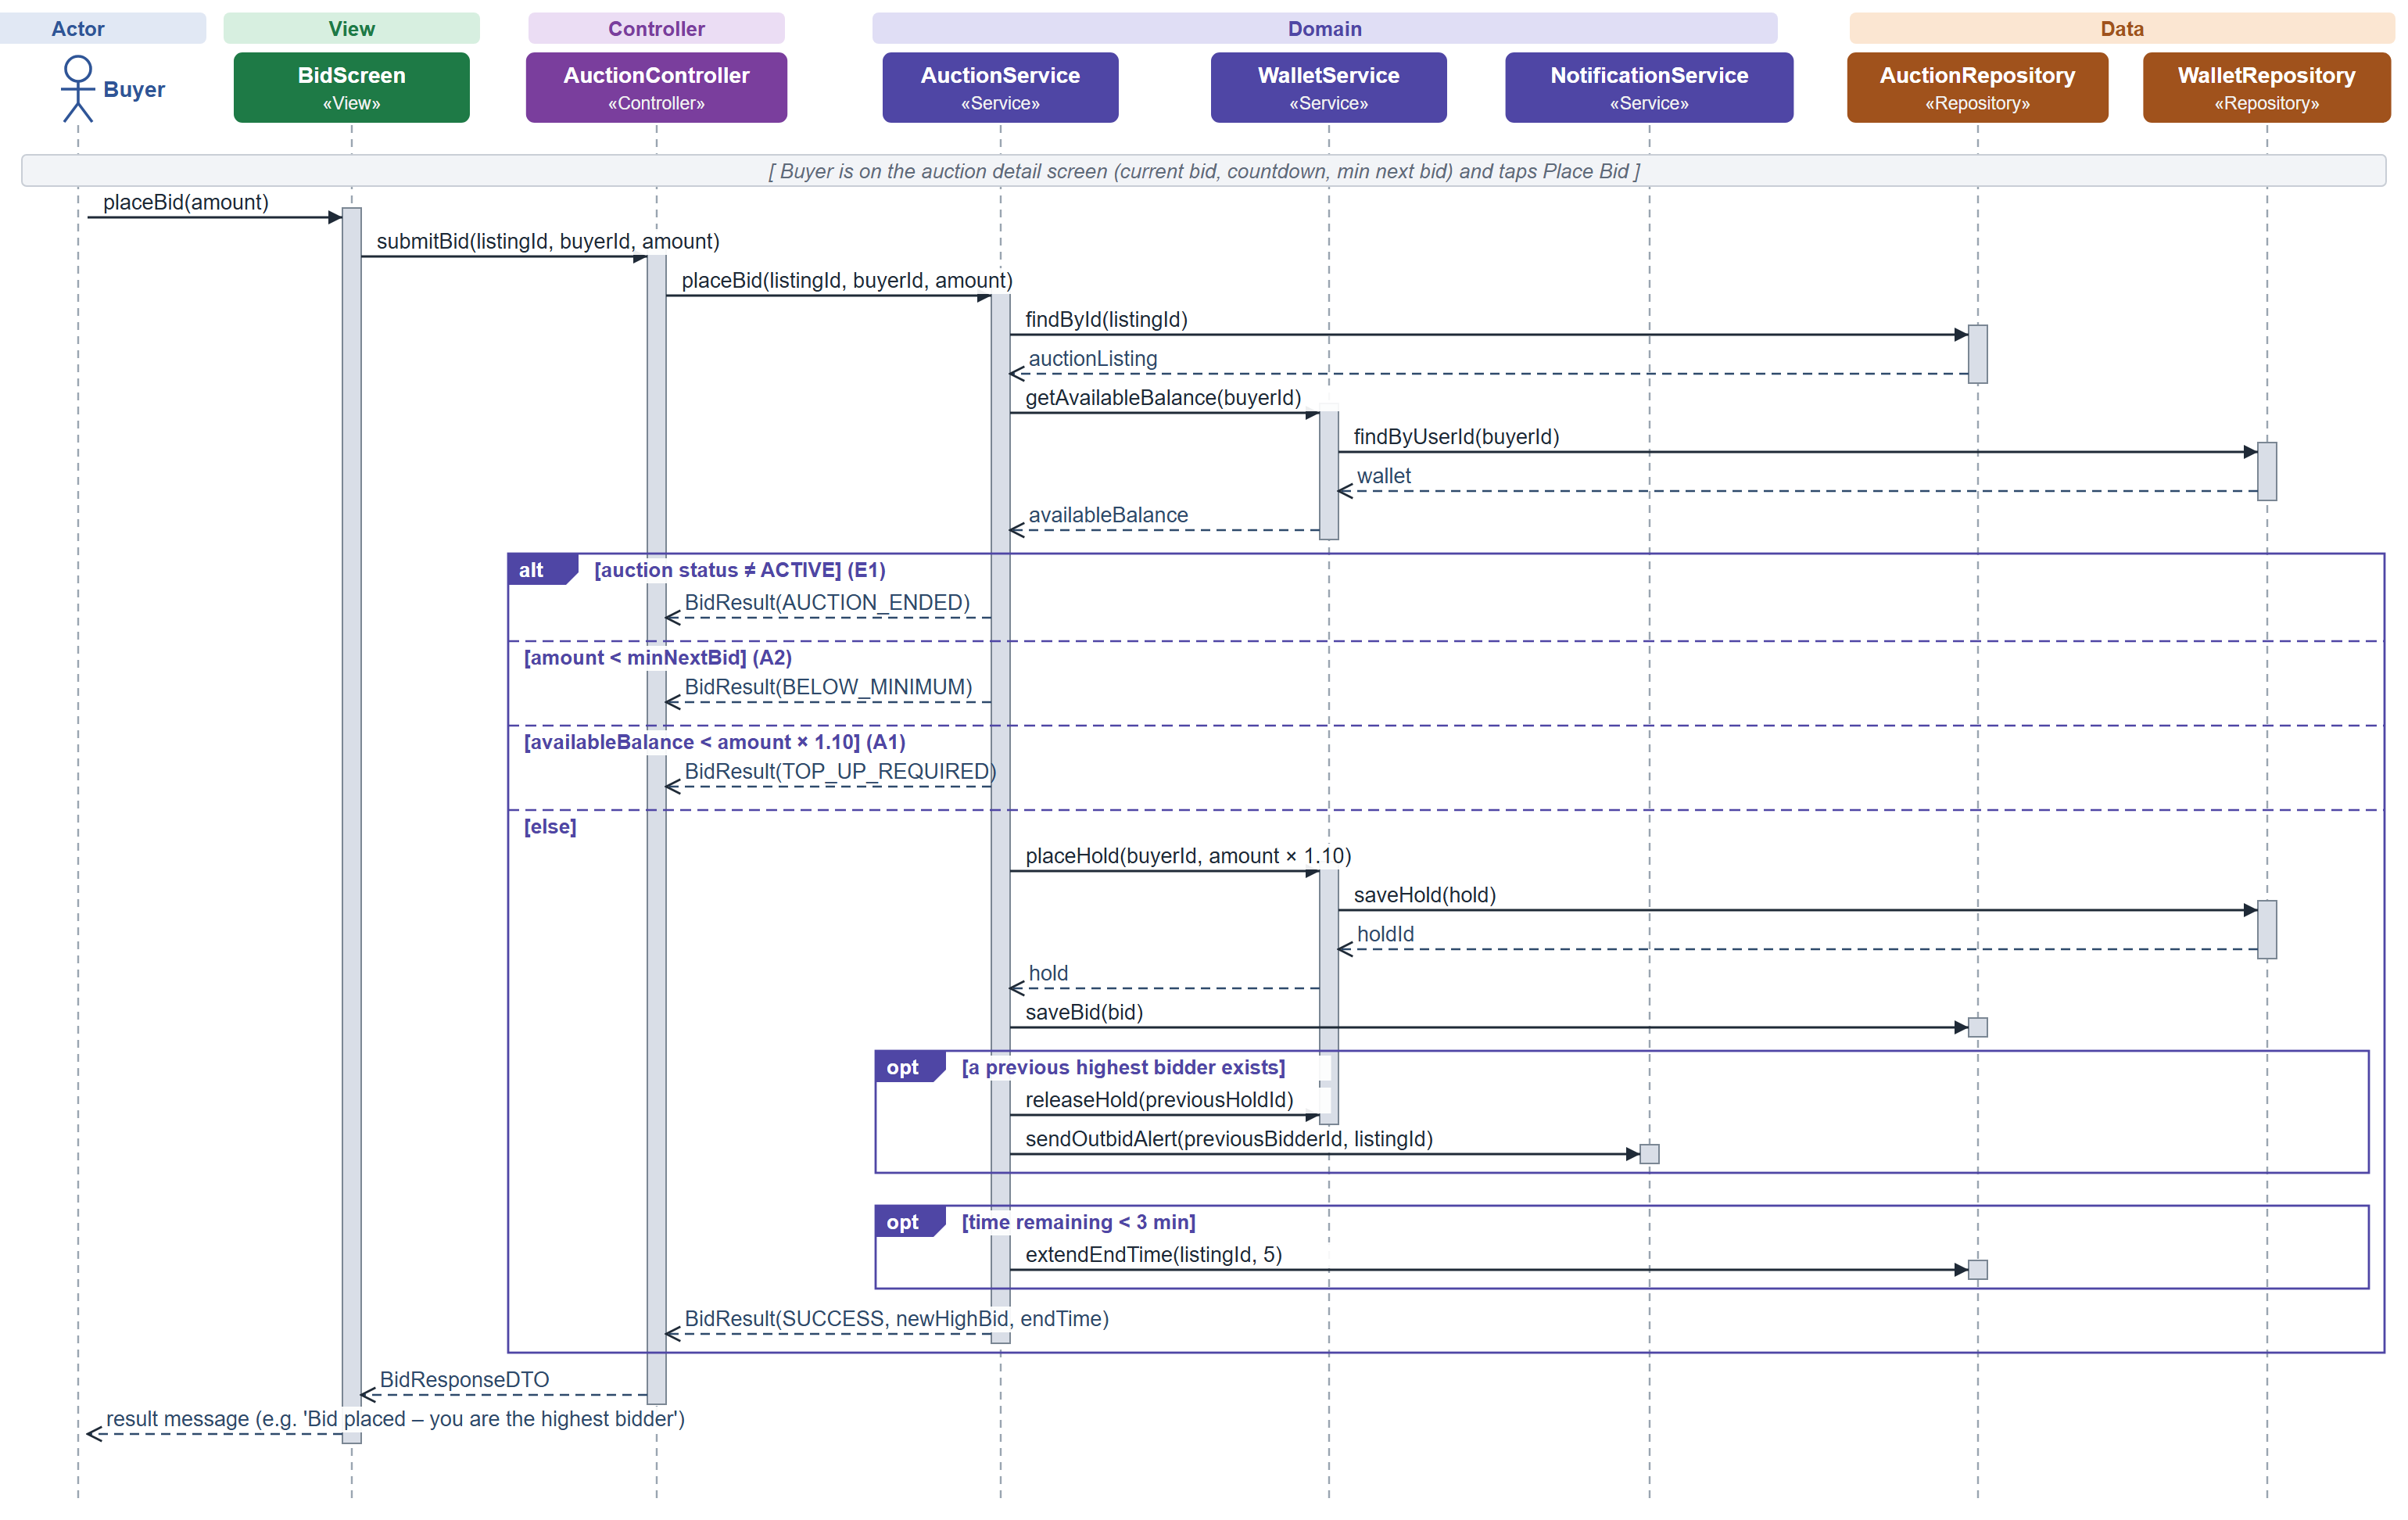 Actor
View
Controller
Domain
Data
Buyer
BidScreen
«View»
AuctionController
«Controller»
AuctionService
«Service»
WalletService
«Service»
NotificationService
«Service»
AuctionRepository
«Repository»
WalletRepository
«Repository»
[ Buyer is on the auction detail screen (current bid, countdown, min next bid) and taps Place Bid ]
placeBid(amount)
submitBid(listingId, buyerId, amount)
placeBid(listingId, buyerId, amount)
findById(listingId)
auctionListing
getAvailableBalance(buyerId)
findByUserId(buyerId)
wallet
availableBalance
alt
[auction status ≠ ACTIVE] (E1)
BidResult(AUCTION_ENDED)
[amount < minNextBid] (A2)
BidResult(BELOW_MINIMUM)
[availableBalance < amount × 1.10] (A1)
BidResult(TOP_UP_REQUIRED)
[else]
placeHold(buyerId, amount × 1.10)
saveHold(hold)
holdId
hold
saveBid(bid)
opt
[a previous highest bidder exists]
releaseHold(previousHoldId)
sendOutbidAlert(previousBidderId, listingId)
opt
[time remaining < 3 min]
extendEndTime(listingId, 5)
BidResult(SUCCESS, newHighBid, endTime)
BidResponseDTO
result message (e.g. 'Bid placed – you are the highest bidder')